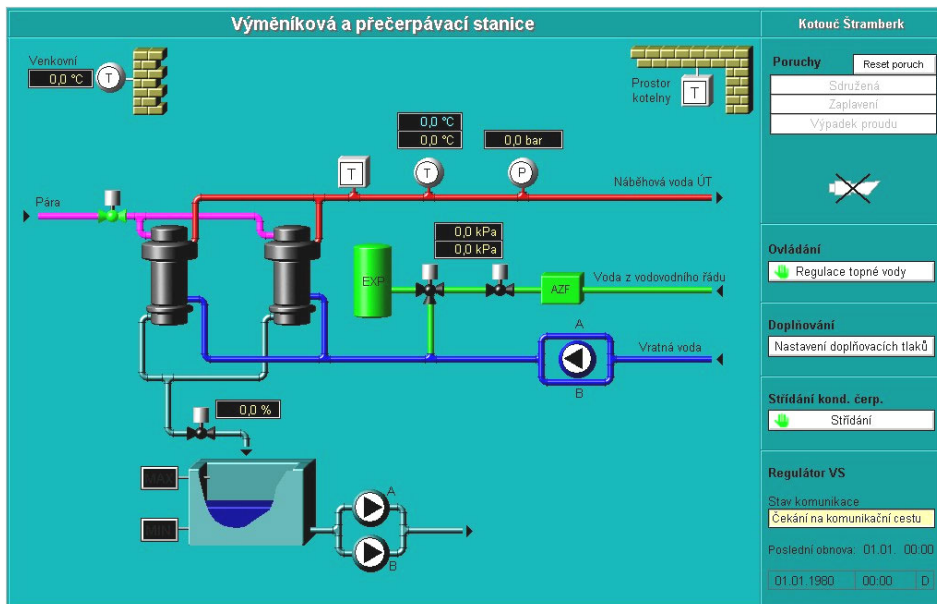 Výměníková a přečerpávací stanice
Kotouč Štramberk
Venkovní
0,0 °C
T
Prostor kotelny
T
Poruchy
Reset poruch
Sdružená
Zaplavení
Výpadek proudu
0,0 °C
0,0 °C
0,0 bar
T
T
P
Náběhová voda ÚT
Pára
0,0 kPa
0,0 kPa
EXP
AZF
Voda z vodovodního řádu
Ovládání
Regulace topné vody
A
B
Vratná voda
Doplňování
Nastavení doplňovacích tlaků
Střídání kond. čerp.
Střídání
0,0 %
MAX
MIN
A
B
Regulátor VS
Stav komunikace
Čekání na komunikační cestu
Poslední obnova: 01.01. 00:00
01.01.1980 00:00 D